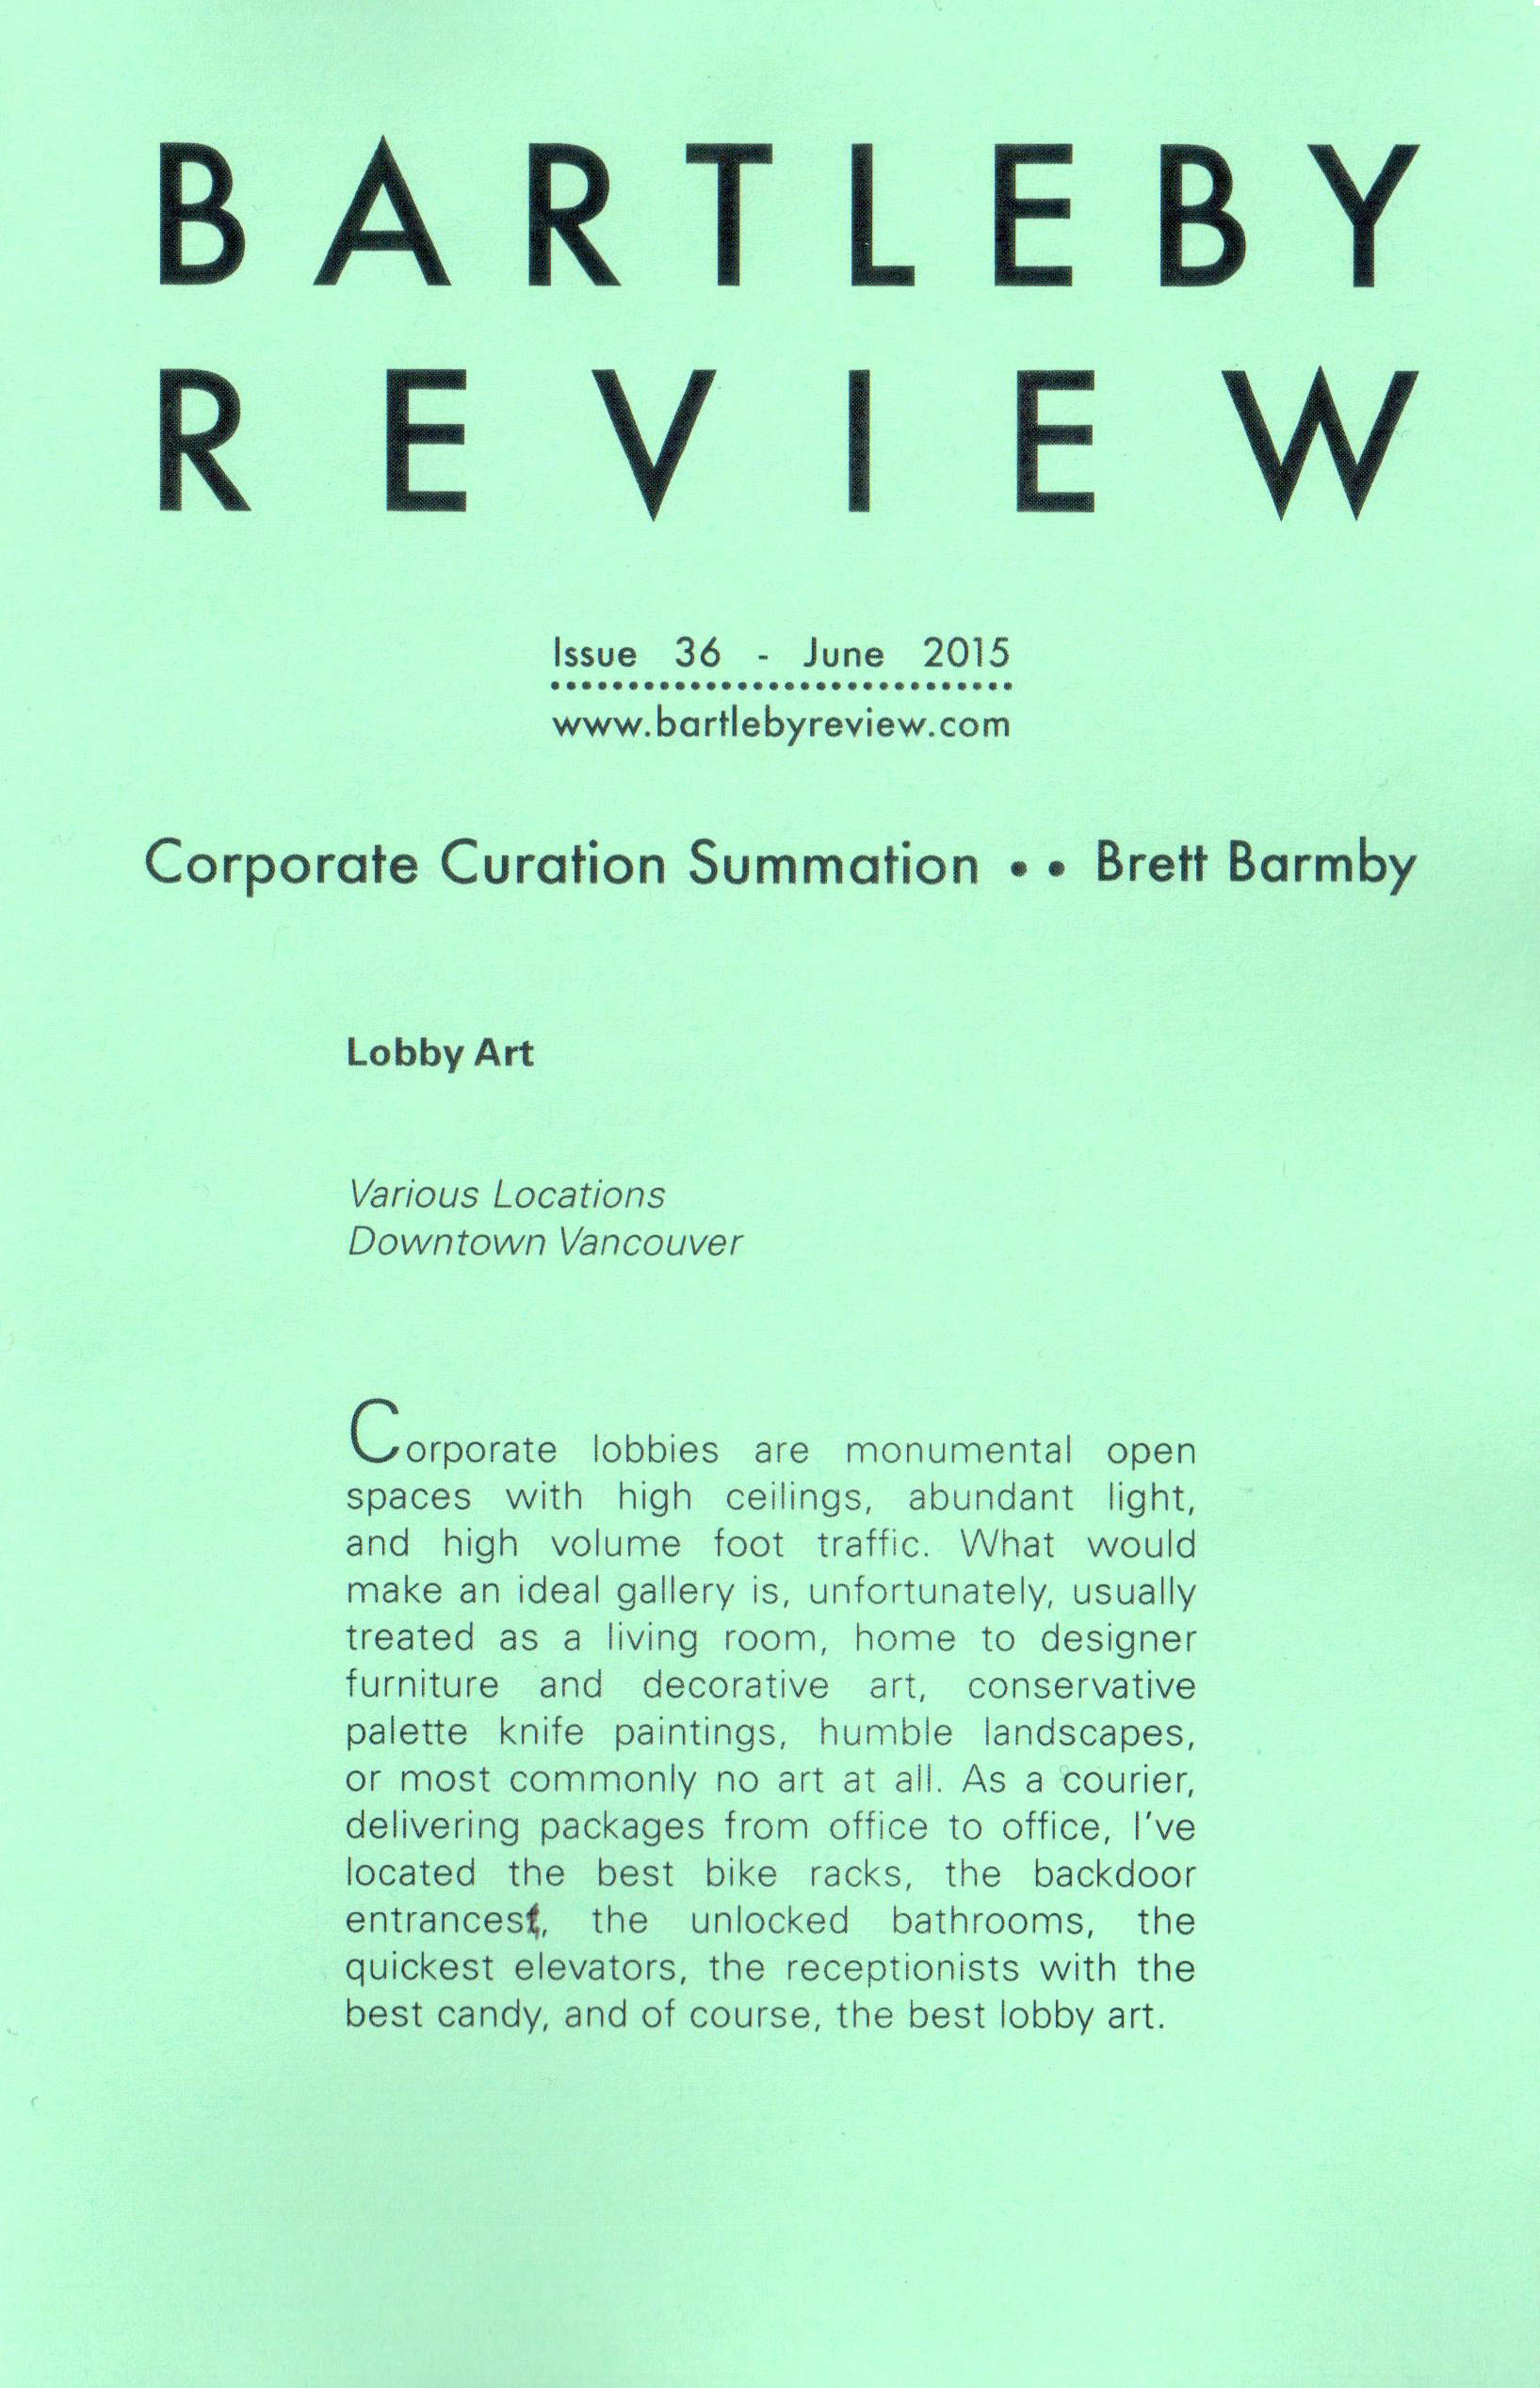 BARTLEBY
REVIEW
Issue 36 - June 2015
www.bartlebyreview.com
Corporate Curation Summation • • Brett Barmby
Lobby Art
Various Locations
Downtown Vancouver
Corporate lobbies are monumental open
spaces with high ceilings, abundant light,
and high volume foot traffic. What would
make an ideal gallery is, unfortunately, usually
treated as a living room, home to designer
furniture and decorative art, conservative
palette knife paintings, humble landscapes,
or most commonly no art at all. As a courier,
delivering packages from office to office, I've
located the best bike racks, the backdoor
entrancest, the unlocked bathrooms, the
quickest elevators, the receptionists with the
best candy, and of course, the best lobby art.